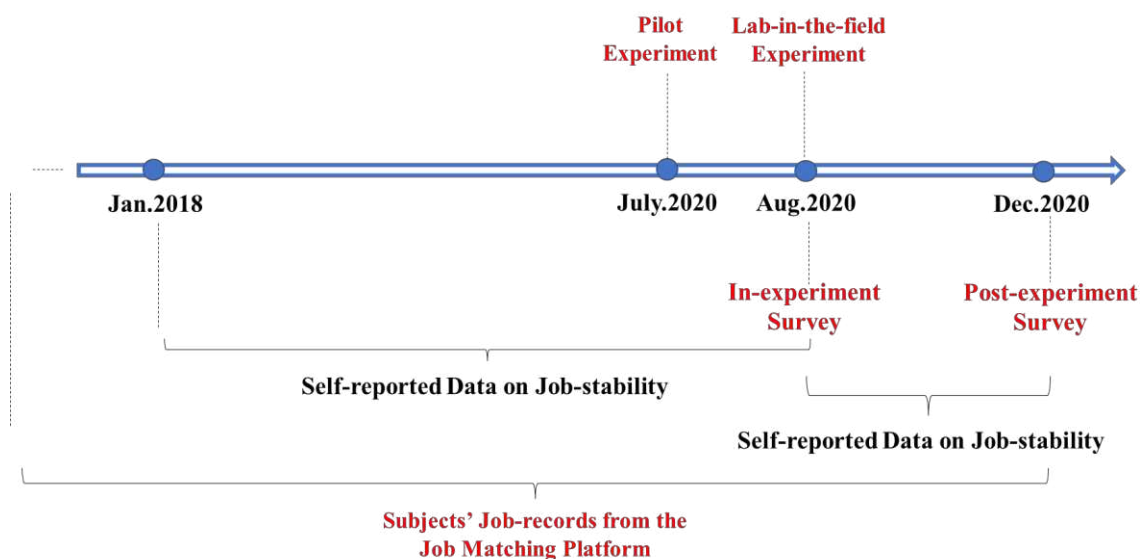 Pilot
Experiment
Lab-in-the-field
Experiment
Jan.2018
July.2020
Aug.2020
Dec.2020
In-experiment
Survey
Post-experiment
Survey
Self-reported Data on Job-stability
Self-reported Data on Job-stability
Subjects’ Job-records from the
Job Matching Platform